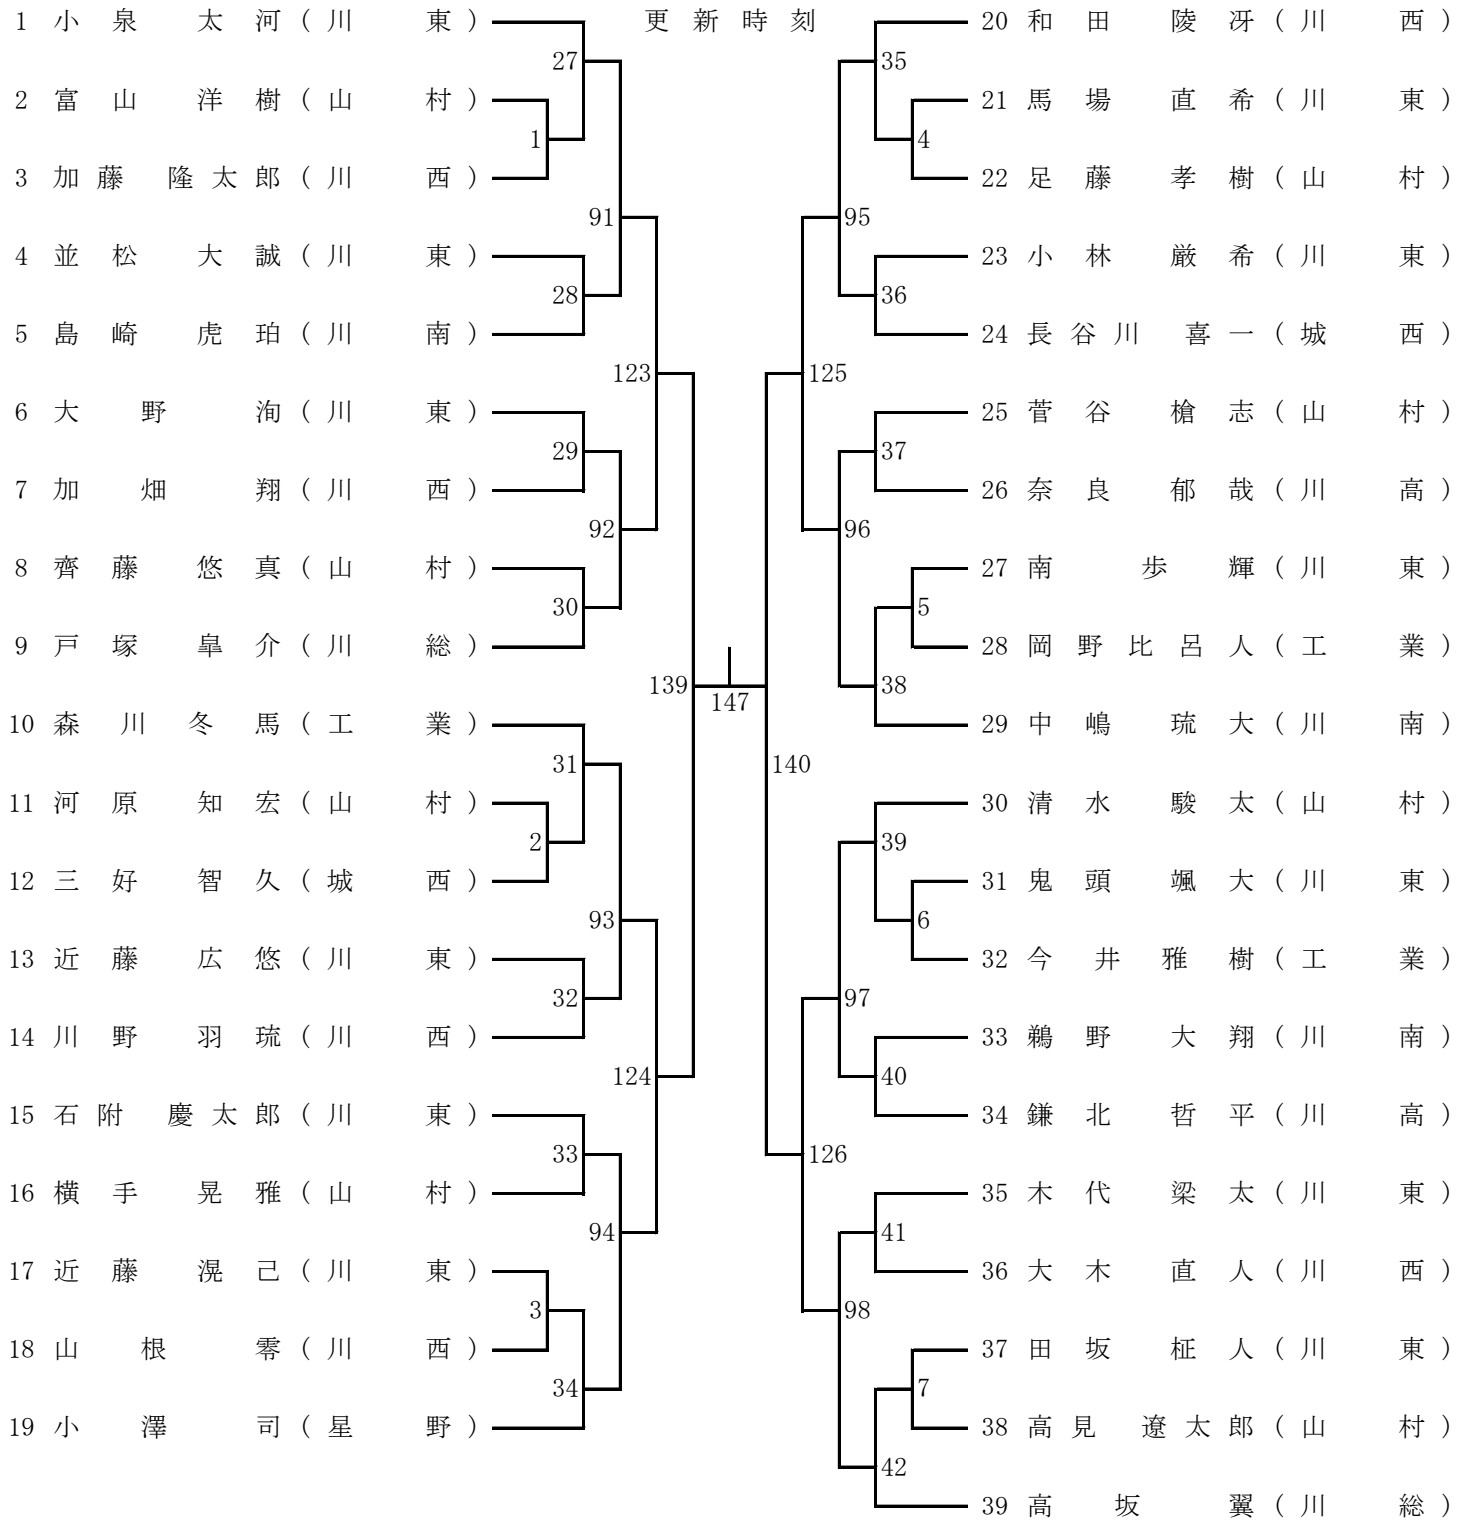 更新時刻
1 小泉 太河(川東)
2 富山 洋樹(山村)
3 加藤 隆太郎(川西)
4 並松 大誠(川東)
5 島崎 虎珀(川南)
6 大野 洵(川東)
7 加畑 翔(川西)
8 齊藤 悠真(山村)
9 戸塚 皐介(川総)
10 森川冬馬(工業)
11 河原 知宏(山村)
12 三好 智久(城西)
13 近藤 広悠(川東)
14 川野 羽琉(川西)
15 石附 慶太郎(川東)
16 横手 晃雅(山村)
17 近藤 滉己(川東)
18 山根 零(川西)
19 小澤 司(星野)
27
1
91
28
123
29
92
30
139
31
2
93
32
124
33
94
3
34
147
35
4
95
36
125
37
96
5
38
140
39
6
97
40
126
41
98
7
42
20 和田 陵冴(川西)
21 馬場 直希(川東)
22 足藤 孝樹(山村)
23 小林 厳希(川東)
24 長谷川 喜一(城西)
25 菅谷 槍志(山村)
26 奈良 郁哉(川高)
27 南 歩輝(川東)
28 岡野比呂人(工業)
29 中嶋 琉大(川南)
30 清水 駿太(山村)
31 鬼頭 颯大(川東)
32 今井雅樹(工業)
33 鵜野 大翔(川南)
34 鎌北 哲平(川高)
35 木代 梁太(川東)
36 大木 直人(川西)
37 田坂 柾人(川東)
38 高見 遼太郎(山村)
39 高坂 翼(川総)